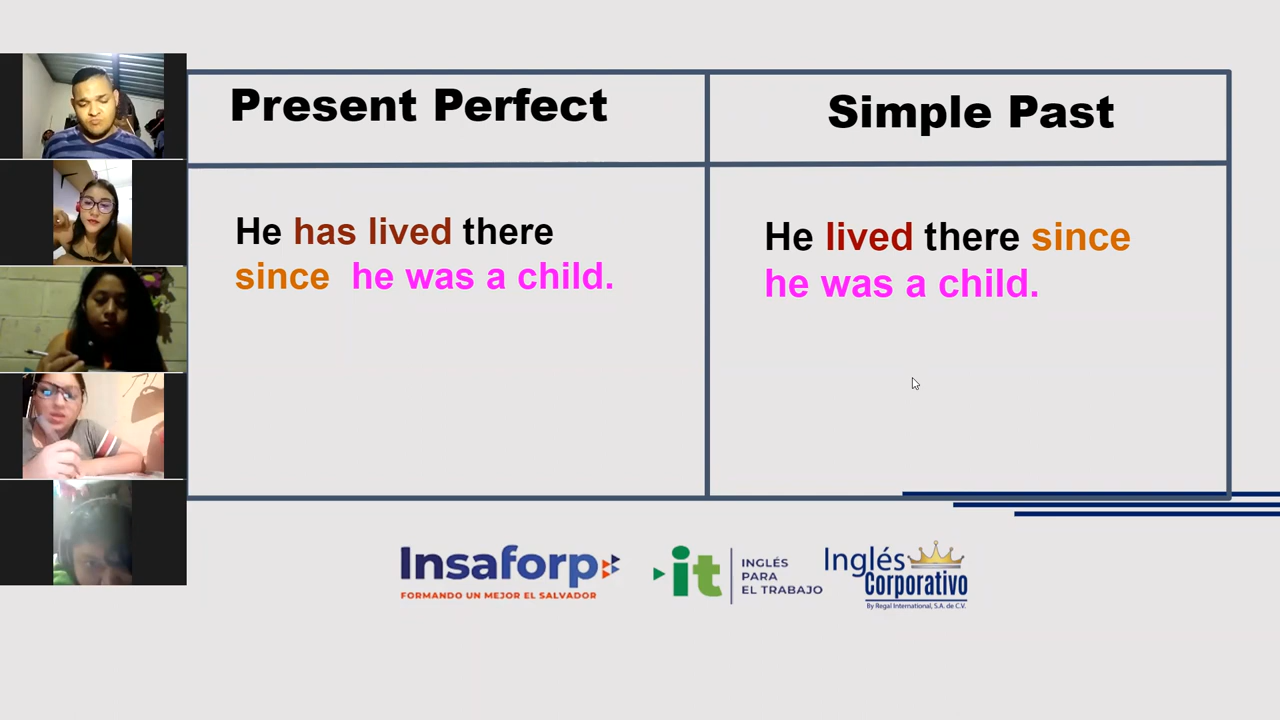 Present Perfect
Simple Past
He has lived there
since he was a child.
He lived there since
he was a child.
Insaforp
FORMANDO UN MEJOR EL SALVADOR
it
INGLÉS
PARA
EL TRABAJO
Inglés
Corporativo
By Regal International, S.A. de C.V.